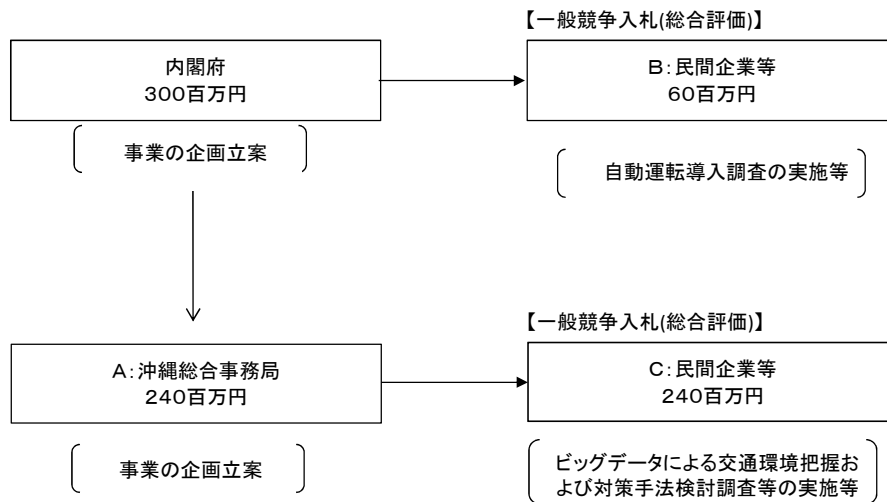 【一般競争入札(総合評価)】
内閣府
300百万円
B:民間企業等
60百万円
事業の企画立案
自動運転導入調査の実施等
【一般競争入札(総合評価)】
A:沖縄総合事務局
240百万円
C:民間企業等
240百万円
事業の企画立案
ビッグデータによる交通環境把握お
よび対策手法検討調査等の実施等